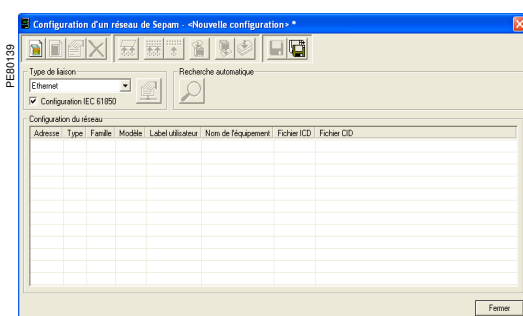 Configuration d'un réseau de Sepam - <Nouvelle configuration> *
PE80139
Type de liaison
Recherche automatique
Ethernet
Configuration IEC 61850
Configuration du réseau
Adresse Type Famille Modèle Label utilisateur Nom de l'équipement Fichier ICD Fichier CID
Fermer